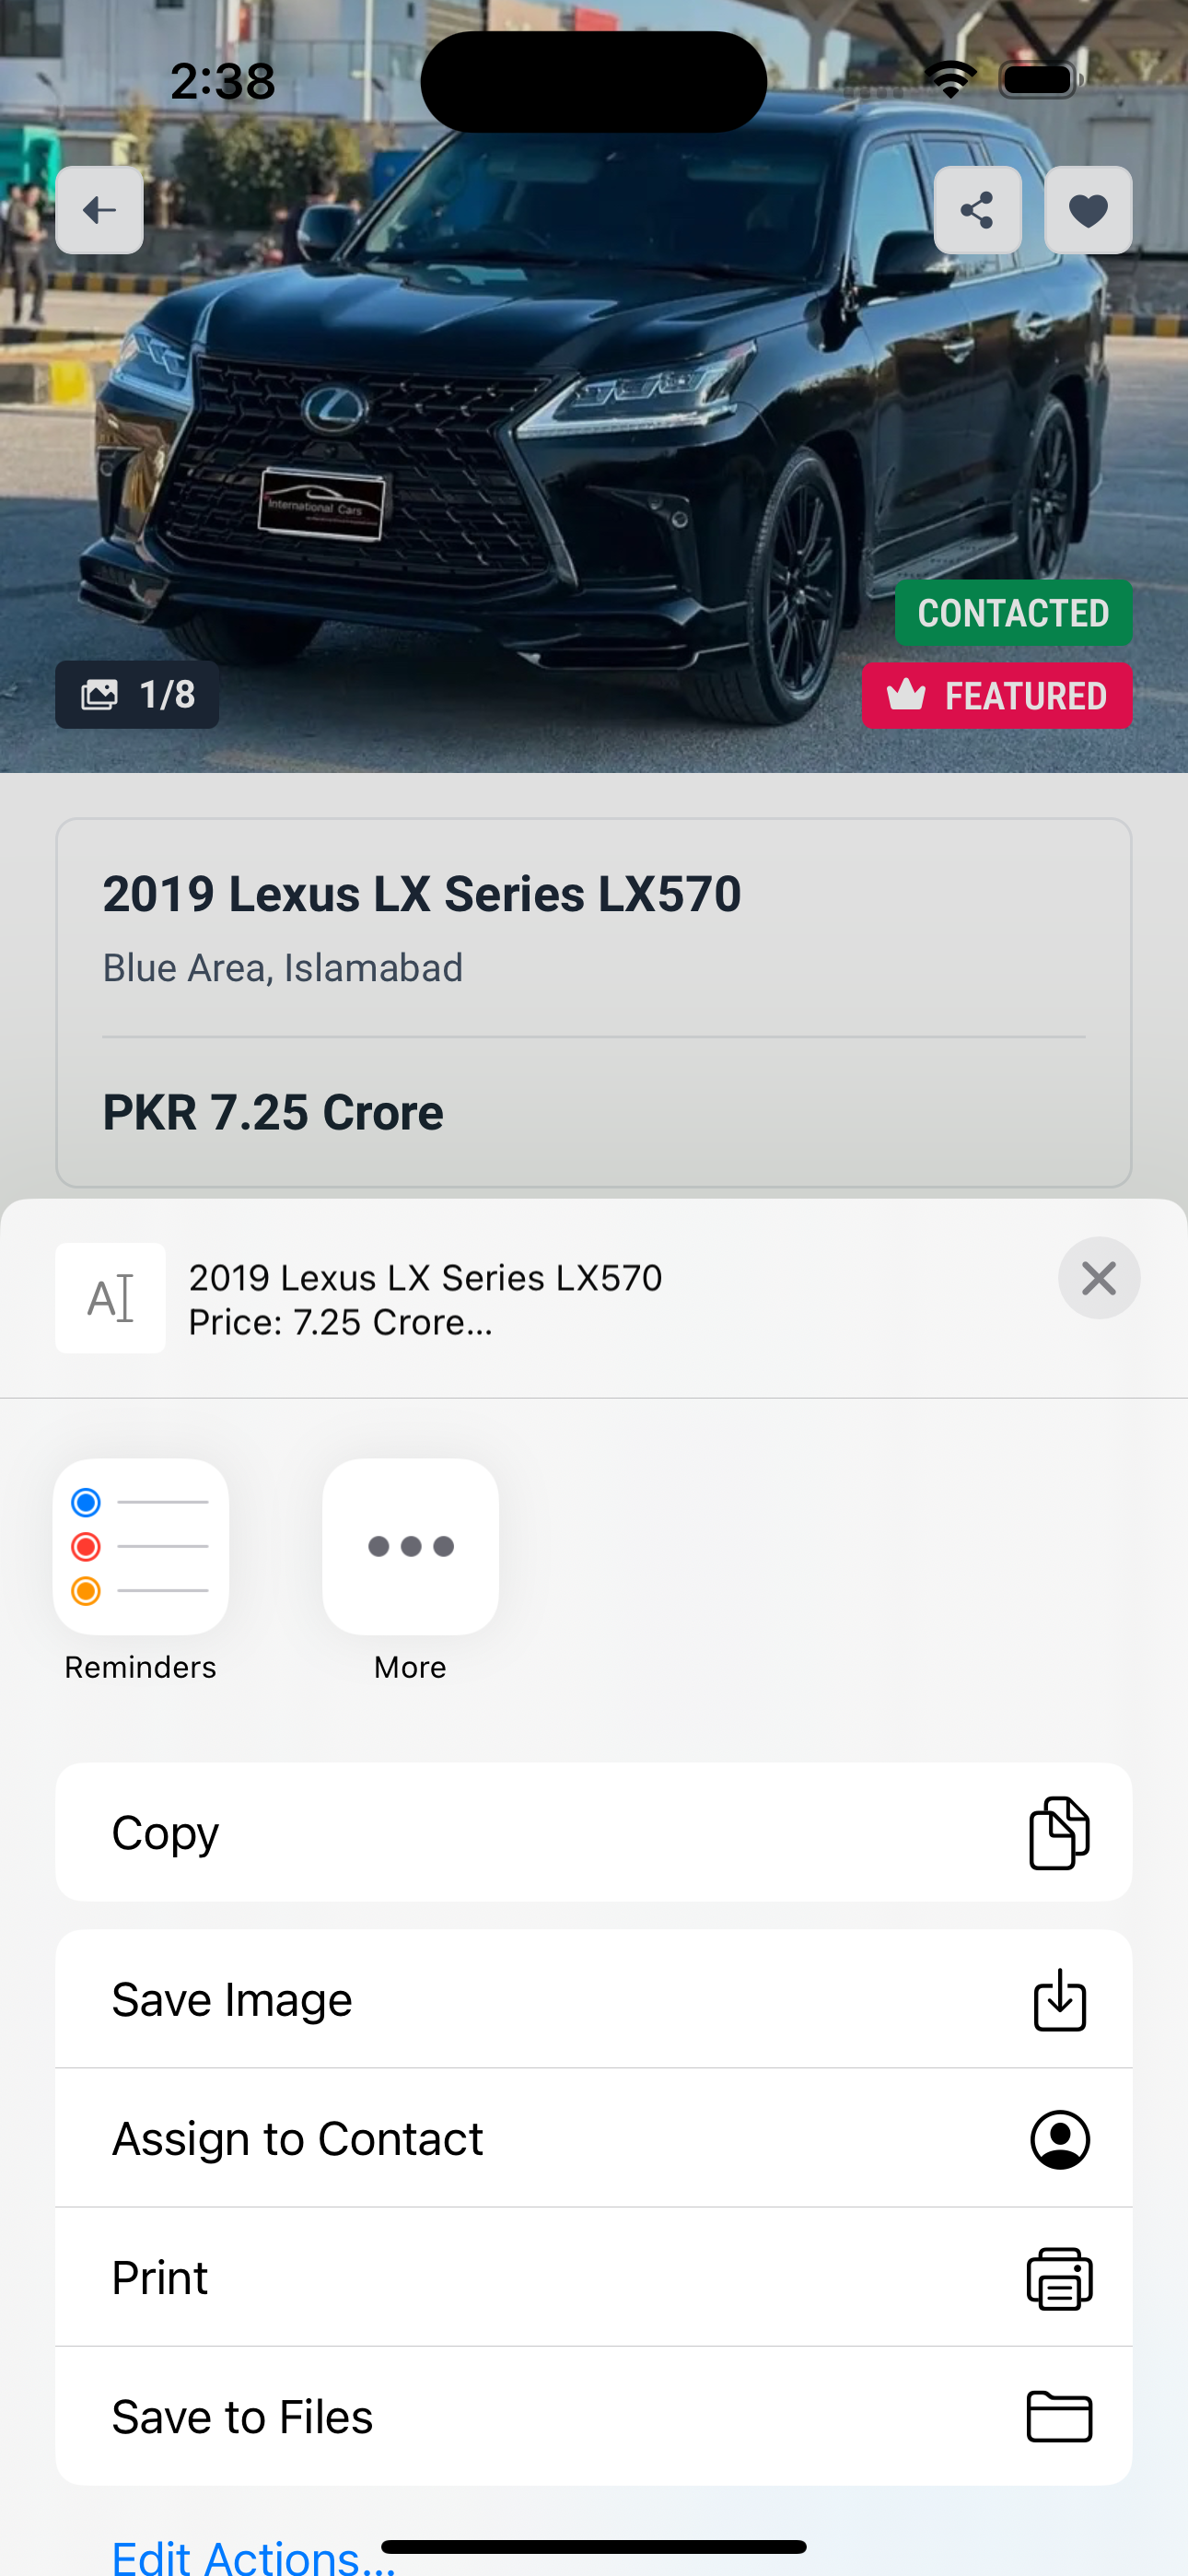 2:38
International Cars
CONTACTED
1/8
FEATURED
2019 Lexus LX Series LX570
Blue Area, Islamabad
PKR 7.25 Crore
AI
2019 Lexus LX Series LX570
Price: 7.25 Crore...
Reminders
More
Copy
Save Image
Assign to Contact
Print
Save to Files
Edit Actions...